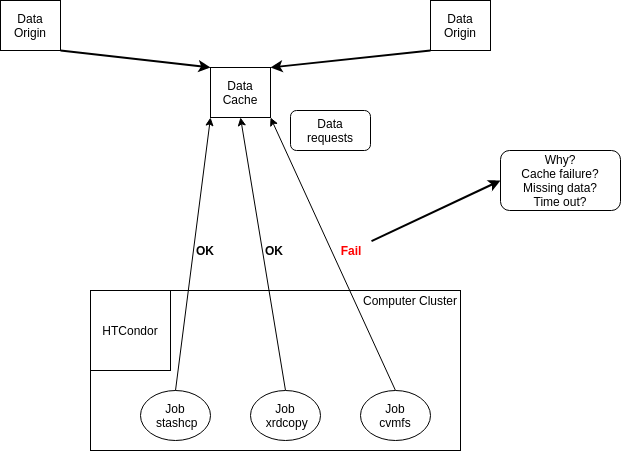 Data
Origin
Data
Origin
Data
Cache
Data
requests
Why?
Cache failure?
Missing data?
Time out?
OK
OK
Fail
Computer Cluster
HTCondor
Job
stashcp
Job
xrdcopy
Job
cvmfs